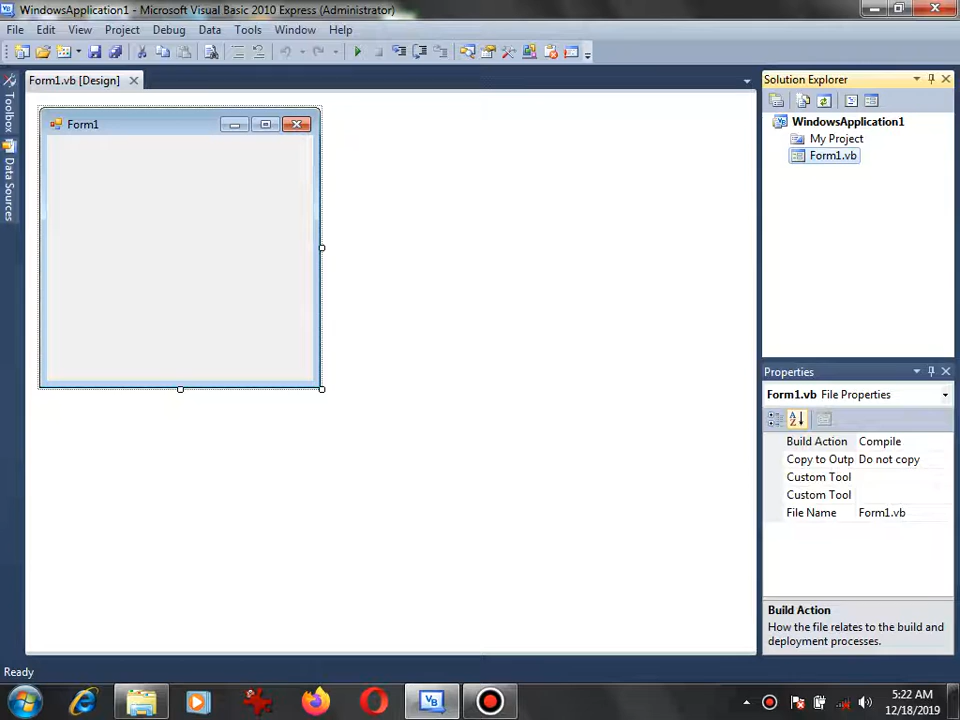 WindowsApplication1 - Microsoft Visual Basic 2010 Express (Administrator)
File Edit View Project Debug Data Tools Window Help
Form1.vb [Design]
Toolbox
Data Sources
Form1
Solution Explorer
WindowsApplication1
My Project
Form1.vb
Properties
Form1.vb File Properties
Build Action Compile
Copy to Outp Do not copy
Custom Tool
Custom Tool
File Name Form1.vb
Build Action
How the file relates to the build and
deployment processes.
Ready
5:22 AM
12/18/2019